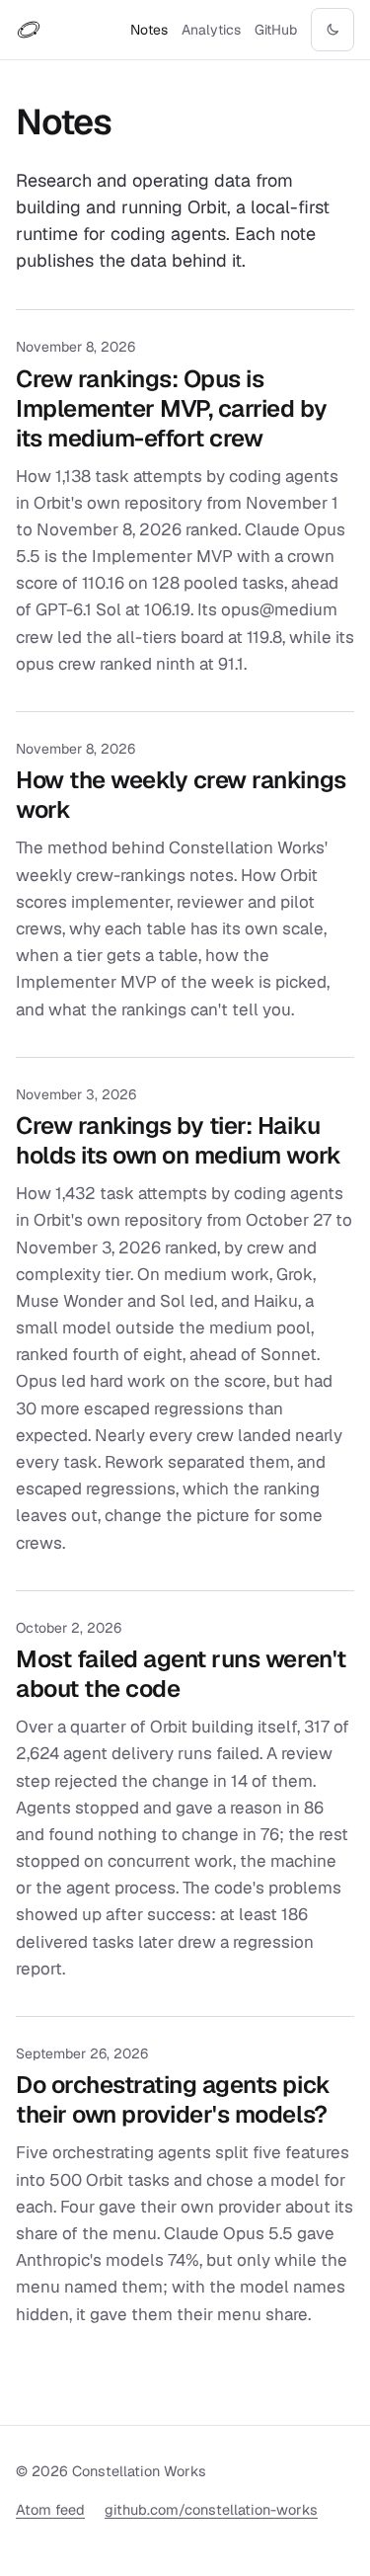 Notes Analytics GitHub
Notes
Research and operating data from
building and running Orbit, a local-first
runtime for coding agents. Each note
publishes the data behind it.
November 8, 2026
Crew rankings: Opus is
Implementer MVP, carried by
its medium-effort crew
How 1,138 task attempts by coding agents
in Orbit's own repository from November 1
to November 8, 2026 ranked. Claude Opus
5.5 is the Implementer MVP with a crown
score of 110.16 on 128 pooled tasks, ahead
of GPT-6.1 Sol at 106.19. Its opus@medium
crew led the all-tiers board at 119.8, while its
opus crew ranked ninth at 91.1.
November 8, 2026
How the weekly crew rankings
work
The method behind Constellation Works'
weekly crew-rankings notes. How Orbit
scores implementer, reviewer and pilot
crews, why each table has its own scale,
when a tier gets a table, how the
Implementer MVP of the week is picked,
and what the rankings can't tell you.
November 3, 2026
Crew rankings by tier: Haiku
holds its own on medium work
How 1,432 task attempts by coding agents
in Orbit's own repository from October 27 to
November 3, 2026 ranked, by crew and
complexity tier. On medium work, Grok,
Muse Wonder and Sol led, and Haiku, a
small model outside the medium pool,
ranked fourth of eight, ahead of Sonnet.
Opus led hard work on the score, but had
30 more escaped regressions than
expected. Nearly every crew landed nearly
every task. Rework separated them, and
escaped regressions, which the ranking
leaves out, change the picture for some
crews.
October 2, 2026
Most failed agent runs weren't
about the code
Over a quarter of Orbit building itself, 317 of
2,624 agent delivery runs failed. A review
step rejected the change in 14 of them.
Agents stopped and gave a reason in 86
and found nothing to change in 76; the rest
stopped on concurrent work, the machine
or the agent process. The code's problems
showed up after success: at least 186
delivered tasks later drew a regression
report.
September 26, 2026
Do orchestrating agents pick
their own provider's models?
Five orchestrating agents split five features
into 500 Orbit tasks and chose a model for
each. Four gave their own provider about its
share of the menu. Claude Opus 5.5 gave
Anthropic's models 74%, but only while the
menu named them; with the model names
hidden, it gave them their menu share.
© 2026 Constellation Works
Atom feed github.com/constellation-works